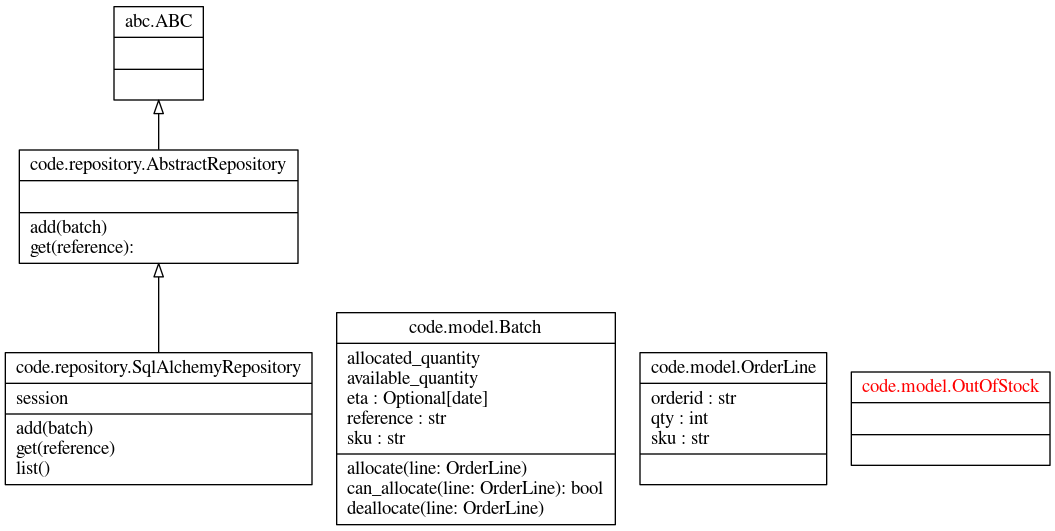 abc.ABC
code.repository.AbstractRepository
add(batch)
get(reference):
code.repository.SqlAlchemyRepository
session
add(batch)
get(reference)
list()
code.model.Batch
allocated_quantity
available_quantity
eta : Optional[date]
reference : str
sku : str
allocate(line: OrderLine)
can_allocate(line: OrderLine): bool
deallocate(line: OrderLine)
code.model.OrderLine
orderid : str
qty : int
sku : str
code.model.OutOfStock